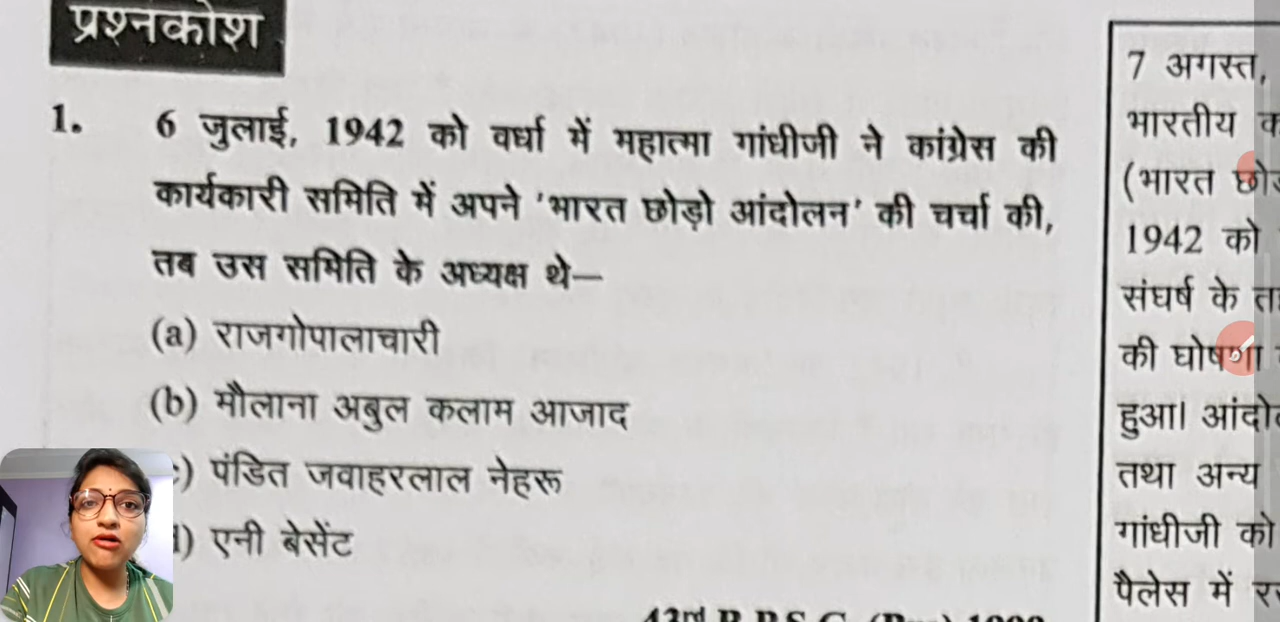 प्रश्नकोश
1. 6 जुलाई, 1942 को वर्धा में महात्मा गांधीजी ने कांग्रेस की
कार्यकारी समिति में अपने 'भारत छोड़ो आंदोलन' की चर्चा की,
तब उस समिति के अध्यक्ष थे—
(a) राजगोपालाचारी
(b) मौलाना अबुल कलाम आजाद
) पंडित जवाहरलाल नेहरू
) एनी बेसेंट
7 अगस्त,
भारतीय
(भारत
1942 को
संघर्ष के
की घोषणा
हुआ।
तथा अन्य
गांधीजी को
पैलेस में